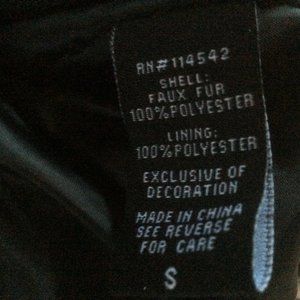 RN#114542
SHELL:
FAUX FUR
100%POLYESTER
LINING:
100%POLYESTER
EXCLUSIVE OF
DECORATION
MADE IN CHINA
SEE REVERSE
FOR CARE
S